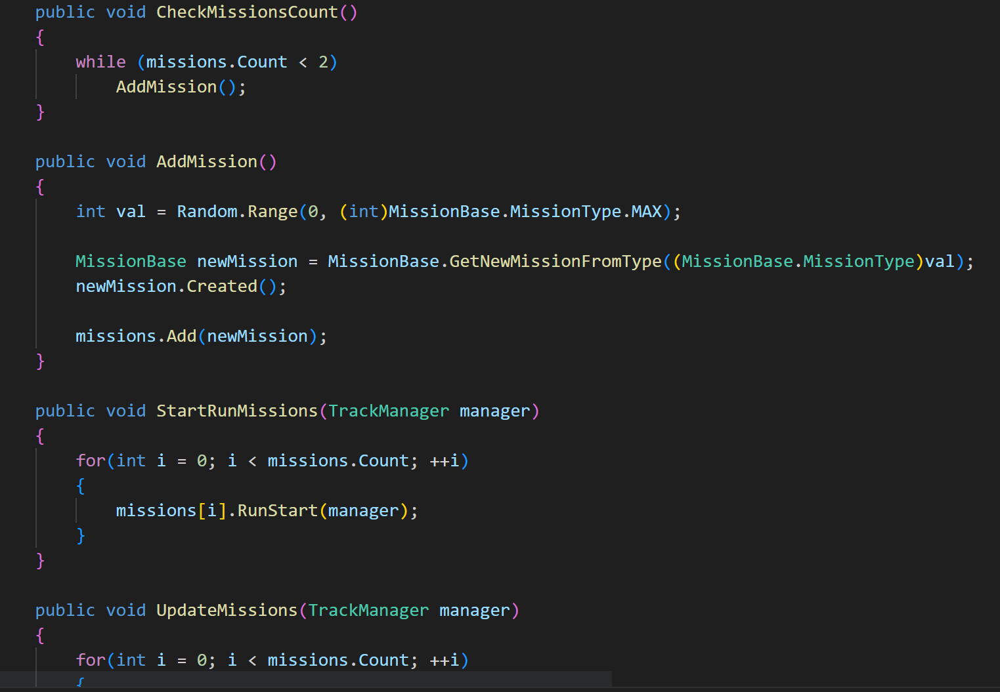 public void CheckMissionsCount()
{
    while (missions.Count < 2)
        AddMission();
}

public void AddMission()
{
    int val = Random.Range(0, (int)MissionBase.MissionType.MAX);

    MissionBase newMission = MissionBase.GetNewMissionFromType((MissionBase.MissionType)val);
    newMission.Created();

    missions.Add(newMission);
}

public void StartRunMissions(TrackManager manager)
{
    for(int i = 0; i < missions.Count; ++i)
    {
        missions[i].RunStart(manager);
    }
}

public void UpdateMissions(TrackManager manager)
{
    for(int i = 0; i < missions.Count; ++i)
    {